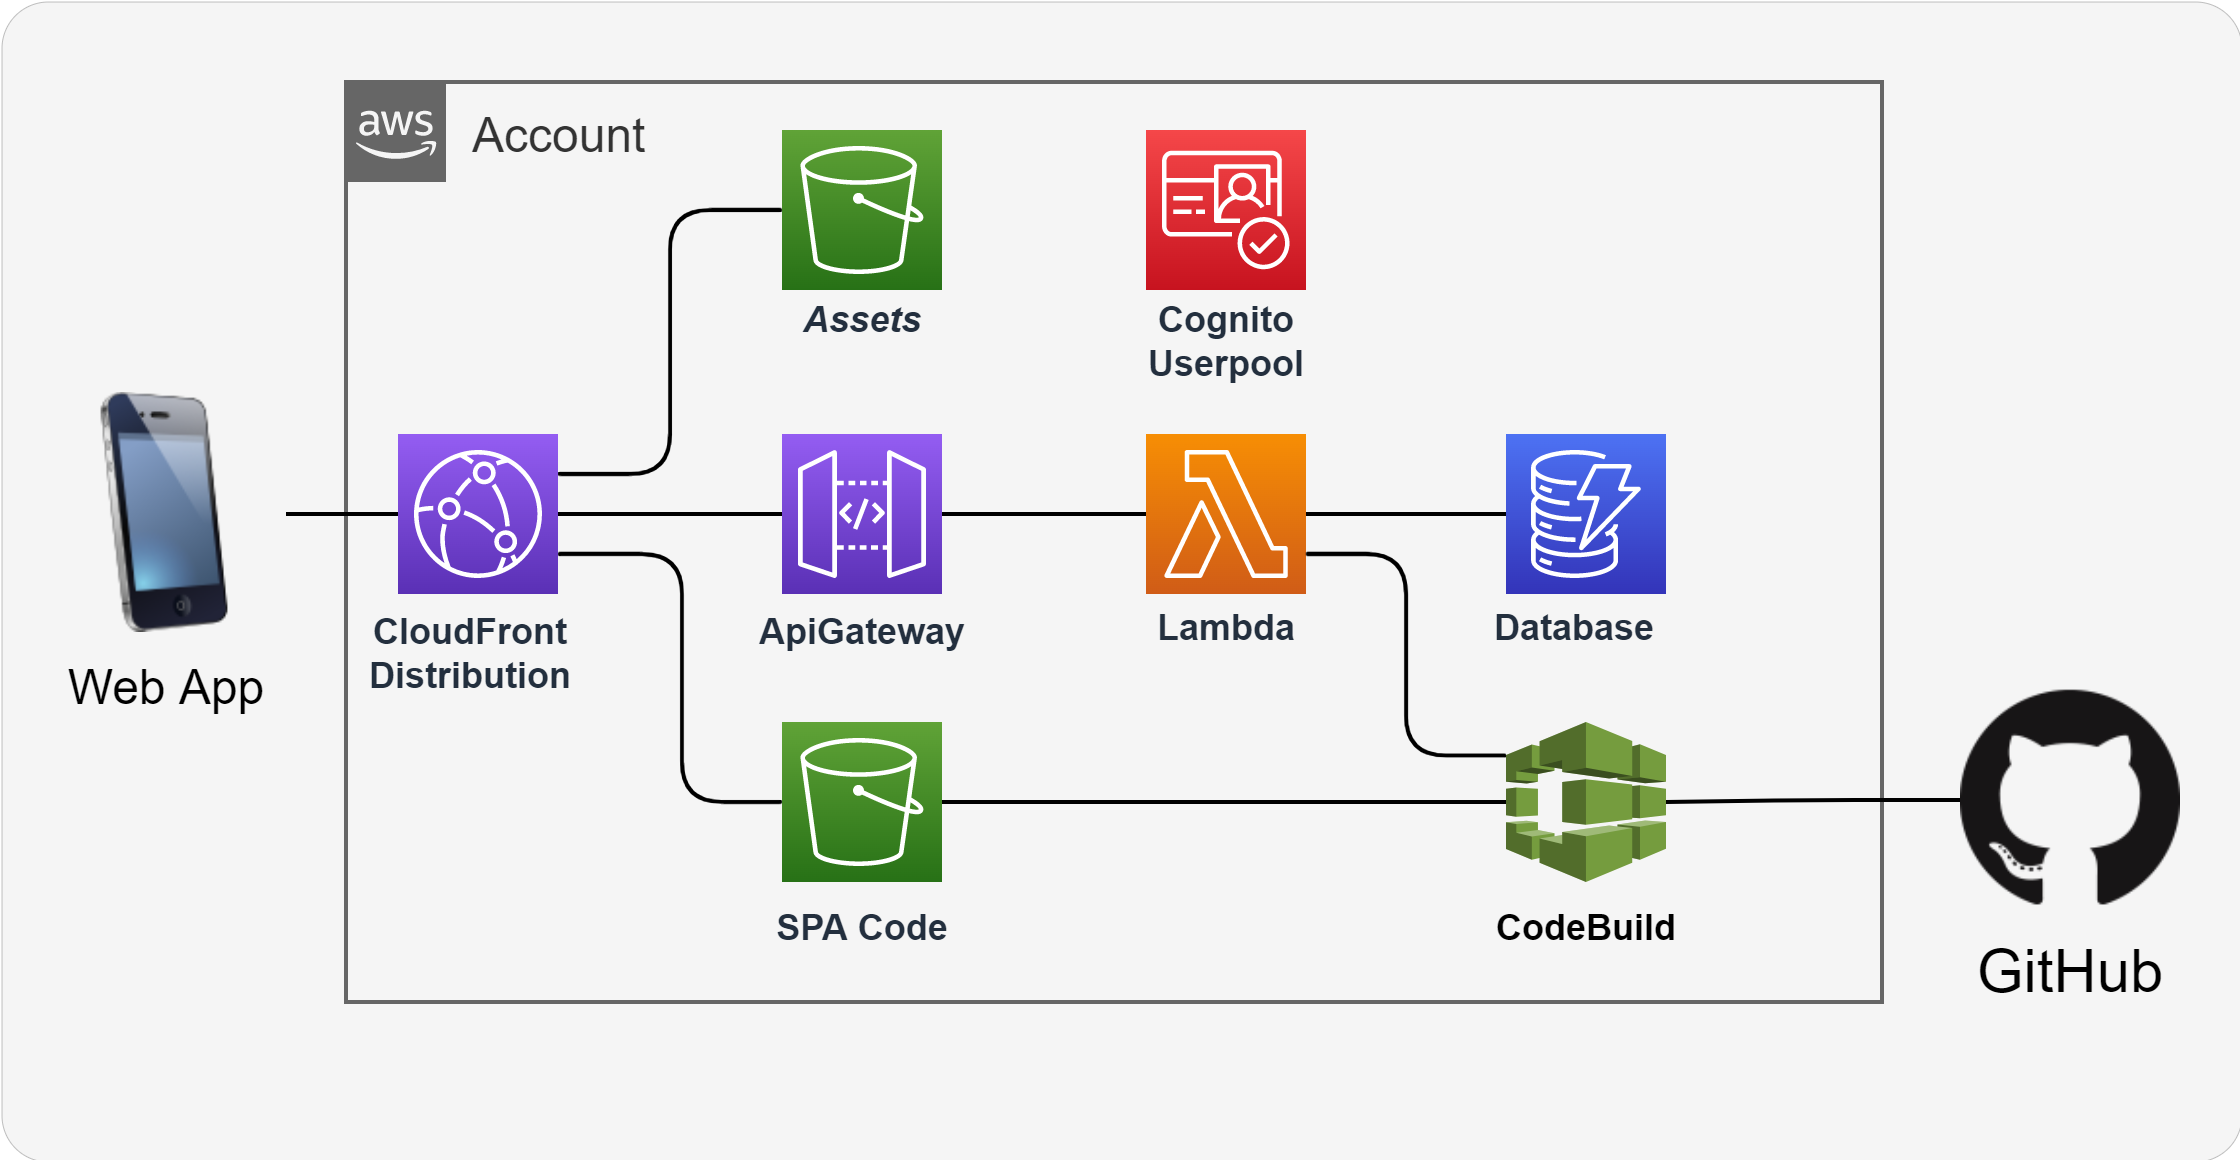 aws
Account
Assets
Cognito
Userpool
Web App
CloudFront
Distribution
ApiGateway
Lambda
Database
SPA Code
CodeBuild
GitHub